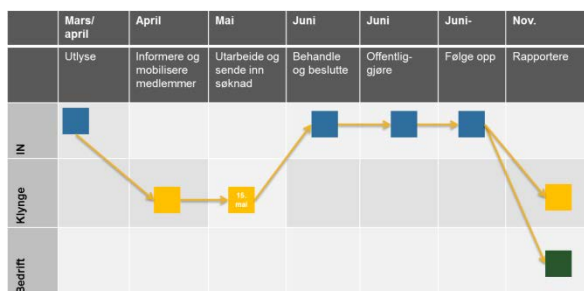 Mars/
april
April
Mai
Juni
Juni
Juni-
Nov.
Utlyse
Informere og
mobilisere
medlemmer
Utarbeide og
sende inn
søknad
Behandle
og beslutte
Offentlig-
gjøre
Følge opp
Rapportere
IN
Klynge
15.
mai
Bedrift